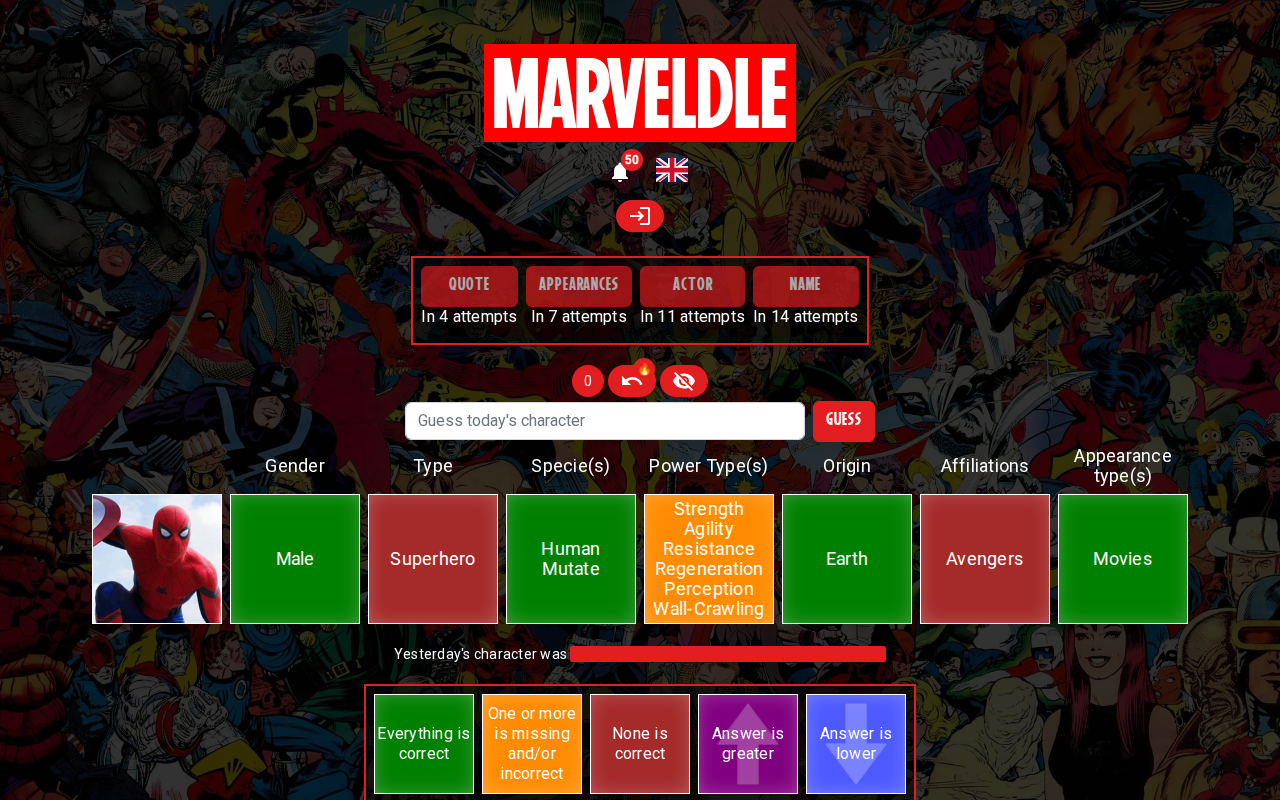 MARVELDLE
50
QUOTE APPEARANCES ACTOR NAME
In 4 attempts In 7 attempts In 11 attempts In 14 attempts
0
Guess today's character GUESS
Gender Type Specie(s) Power Type(s) Origin Affiliations Appearance
type(s)
Male
Superhero
Human
Mutate
Strength
Agility
Resistance
Regeneration
Perception
Wall-Crawling
Earth
Avengers
Movies
Yesterday's character was
Everything is
correct
One or more
is missing
and/or
incorrect
None is
correct
Answer is
greater
Answer is
lower